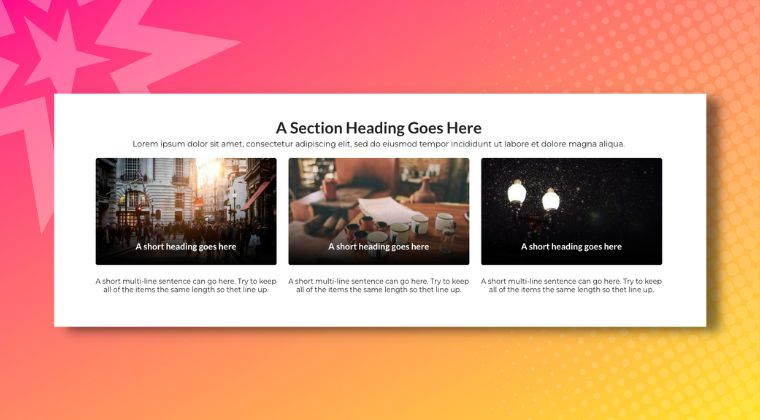 A Section Heading Goes Here
Lorem ipsum dolor sit amet, consectetur adipiscing elit, sed do eiusmod tempor incididunt ut labore et dolore magna aliqua.
A short heading goes here
A short heading goes here
A short heading goes here
A short multi-line sentence can go here. Try to keep
all of the items the same length so thet line up.
A short multi-line sentence can go here. Try to keep
all of the items the same length so thet line up.
A short multi-line sentence can go here. Try to keep
all of the items the same length so thet line up.